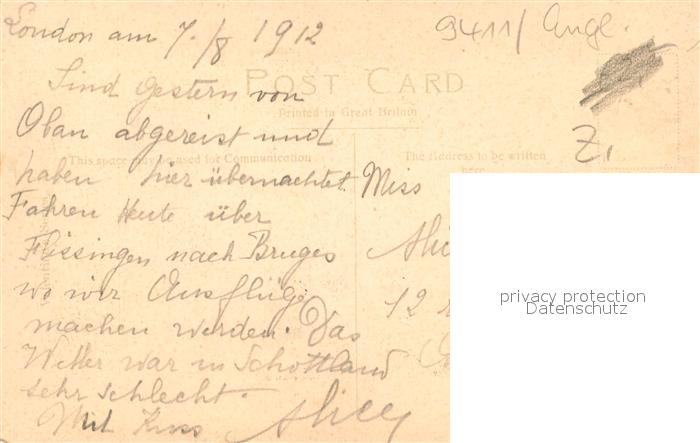 London am 7./8 1912
9411/ Engl.
POST CARD
Sind gestern von
Printed in Great Britain
Oban abgereist und
Z.
This space may be used for Communication
The Address to be written
here
haben hier übernachtet.
Miss
Fahren Heute über
Flissingen nach Bruges
wo wir Ausflüge
12
machen werden. Das
Wetter war in Schottland
sehr schlecht.
Mit Kuss Alice
privacy protection
Datenschutz